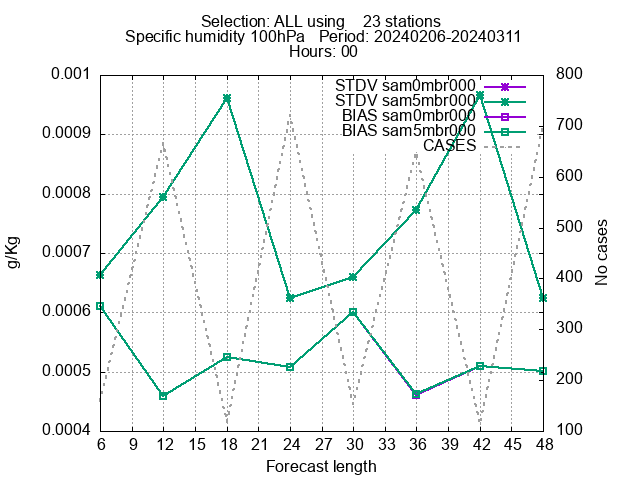 Selection: ALL using    23 stations
Specific humidity 100hPa   Period: 20240206-20240311
Hours: 00
0.001
0.0009
0.0008
0.0007
0.0006
0.0005
0.0004
g/Kg
STDV sam0mbr000
STDV sam5mbr000
BIAS sam0mbr000
BIAS sam5mbr000
CASES
800
700
600
500
400
300
200
100
No cases
6 9 12 15 18 21 24 27 30 33 36 39 42 45 48
Forecast length